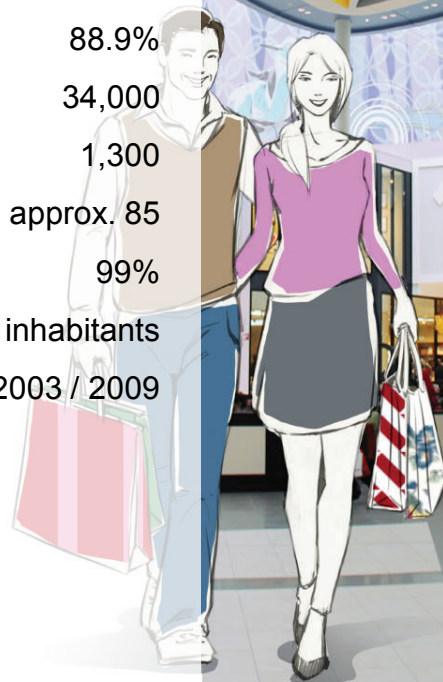 88.9%
34,000
1,300
approx. 85
99%
inhabitants
2003 / 2009